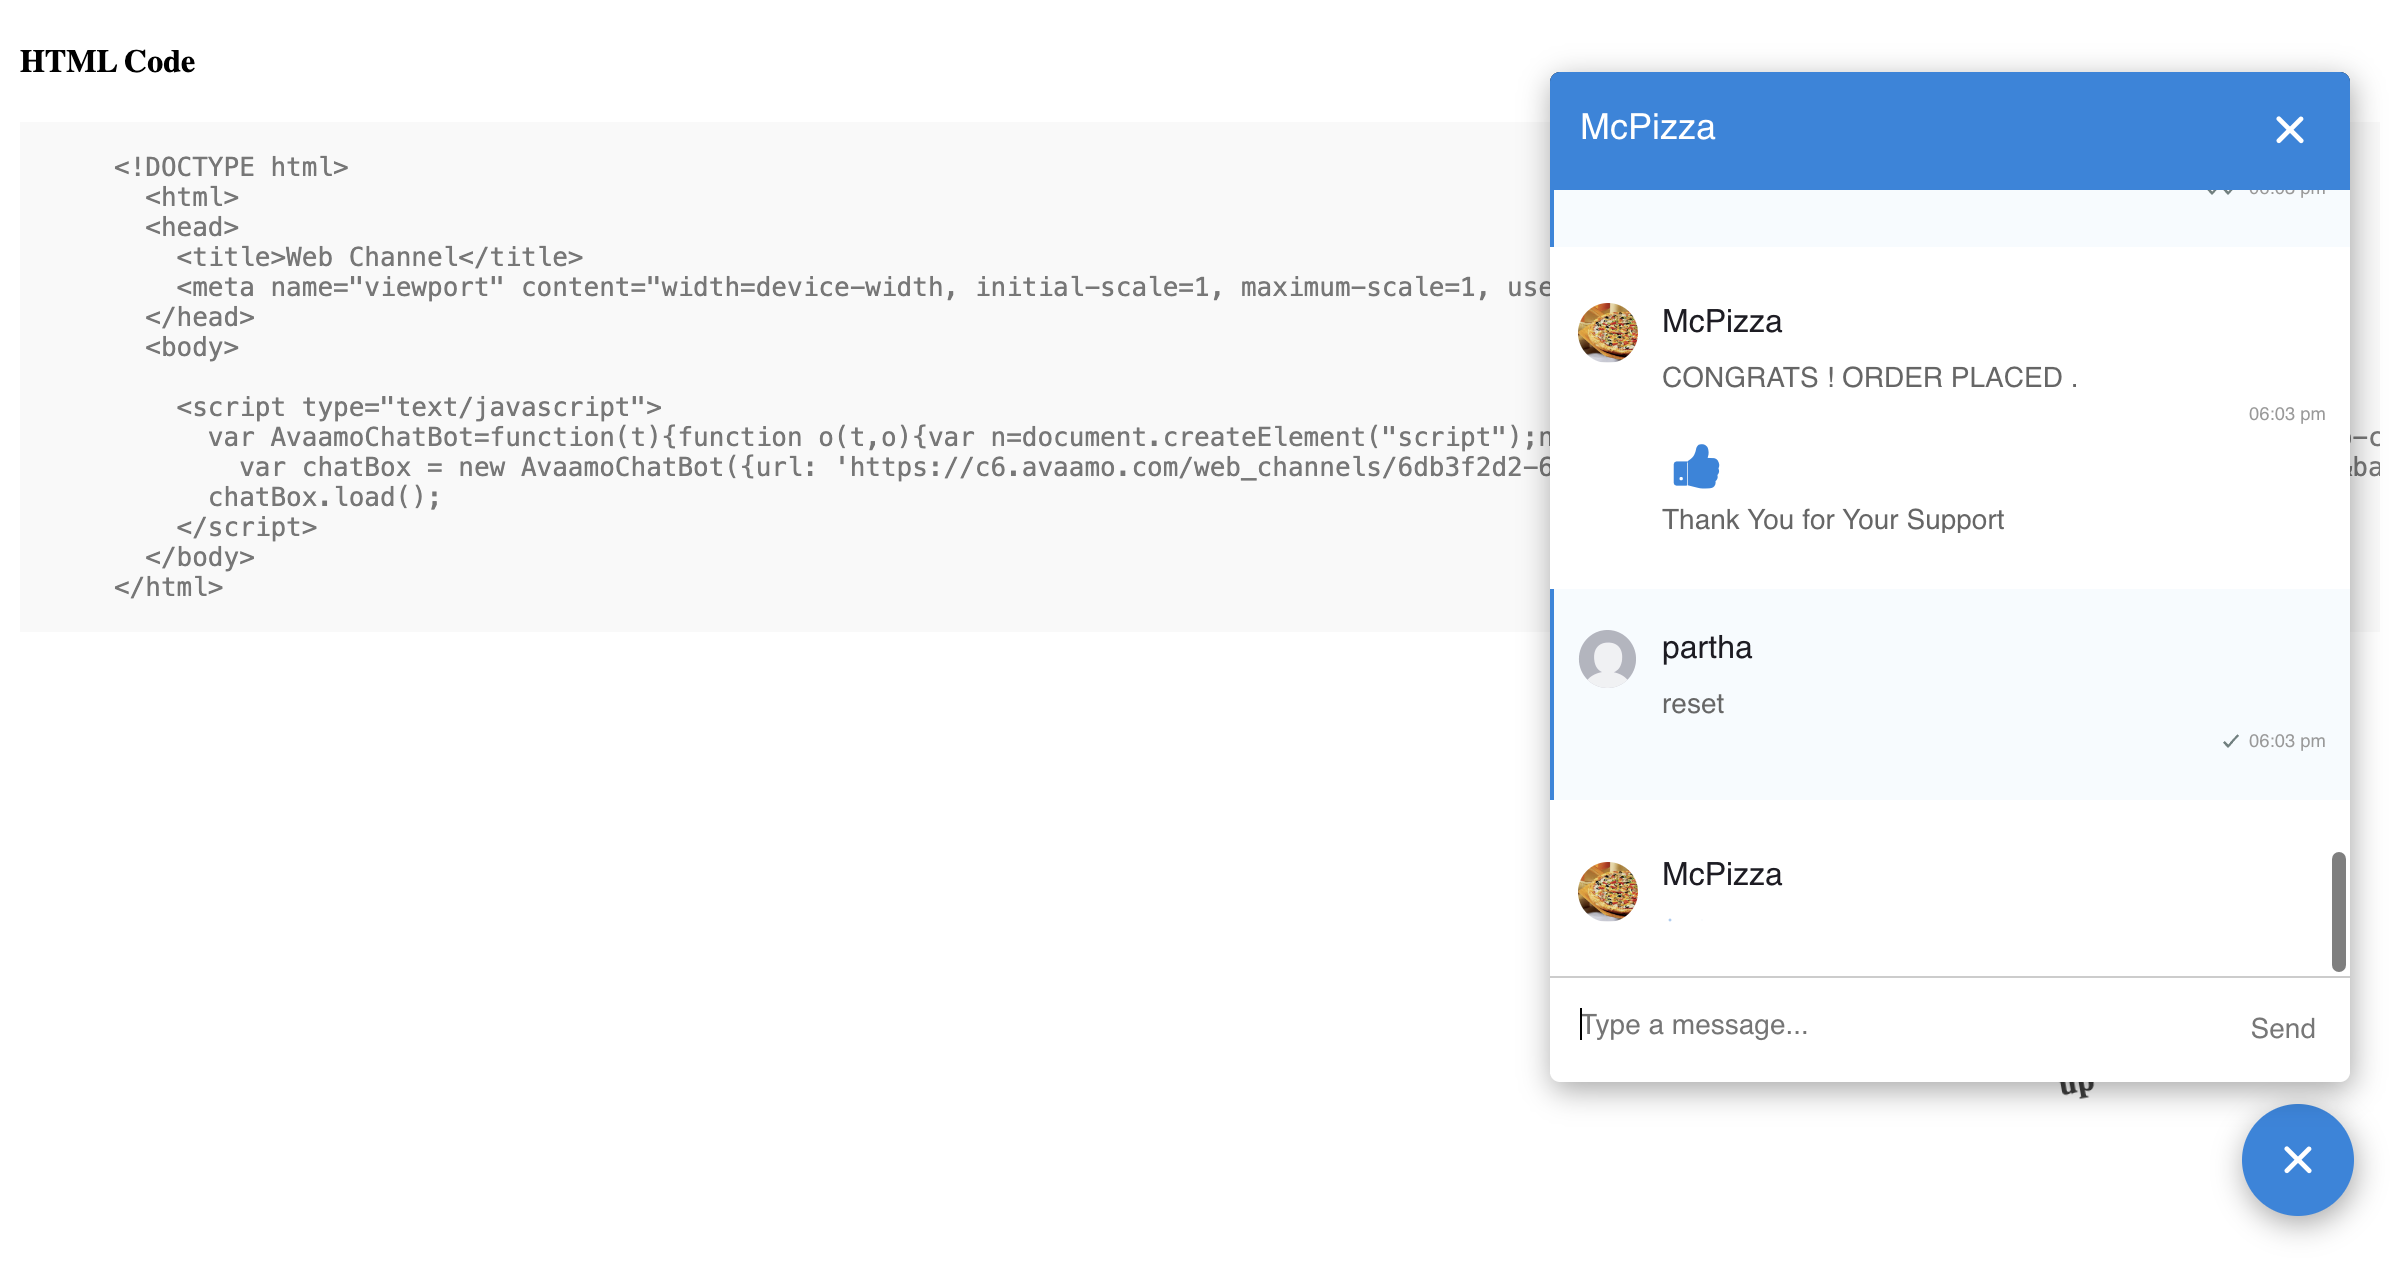 HTML Code
<!DOCTYPE html>
<html>
<head>
<title>Web Channel</title>
<meta name="viewport" content="width=device-width, initial-scale=1, maximum-scale=1, use
</head>
<body>
<script type="text/javascript">
var AvaamoChatBot=function(t){function o(t,o){var n=document.createElement("script");n
var chatBox = new AvaamoChatBot({url: 'https://c6.avaamo.com/web_channels/6db3f2d2-6
chatBox.load();
</script>
</body>
</html>
McPizza
06:03 pm
McPizza
CONGRATS ! ORDER PLACED .
06:03 pm
Thank You for Your Support
partha
reset
06:03 pm
McPizza
Type a message...
Send
up